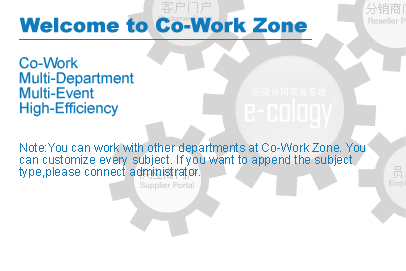 客户门户
分销商门
Reseller P
Welcome to Co-Work Zone
Co-Work
Multi-Department
Multi-Event
High-Efficiency
泛微协同商务系统
e-cology
Note:You can work with other departments at Co-Work Zone. You
can customize every subject. If you want to append the subject
type,please connect administrator.
Supplier Portal
员
Emp